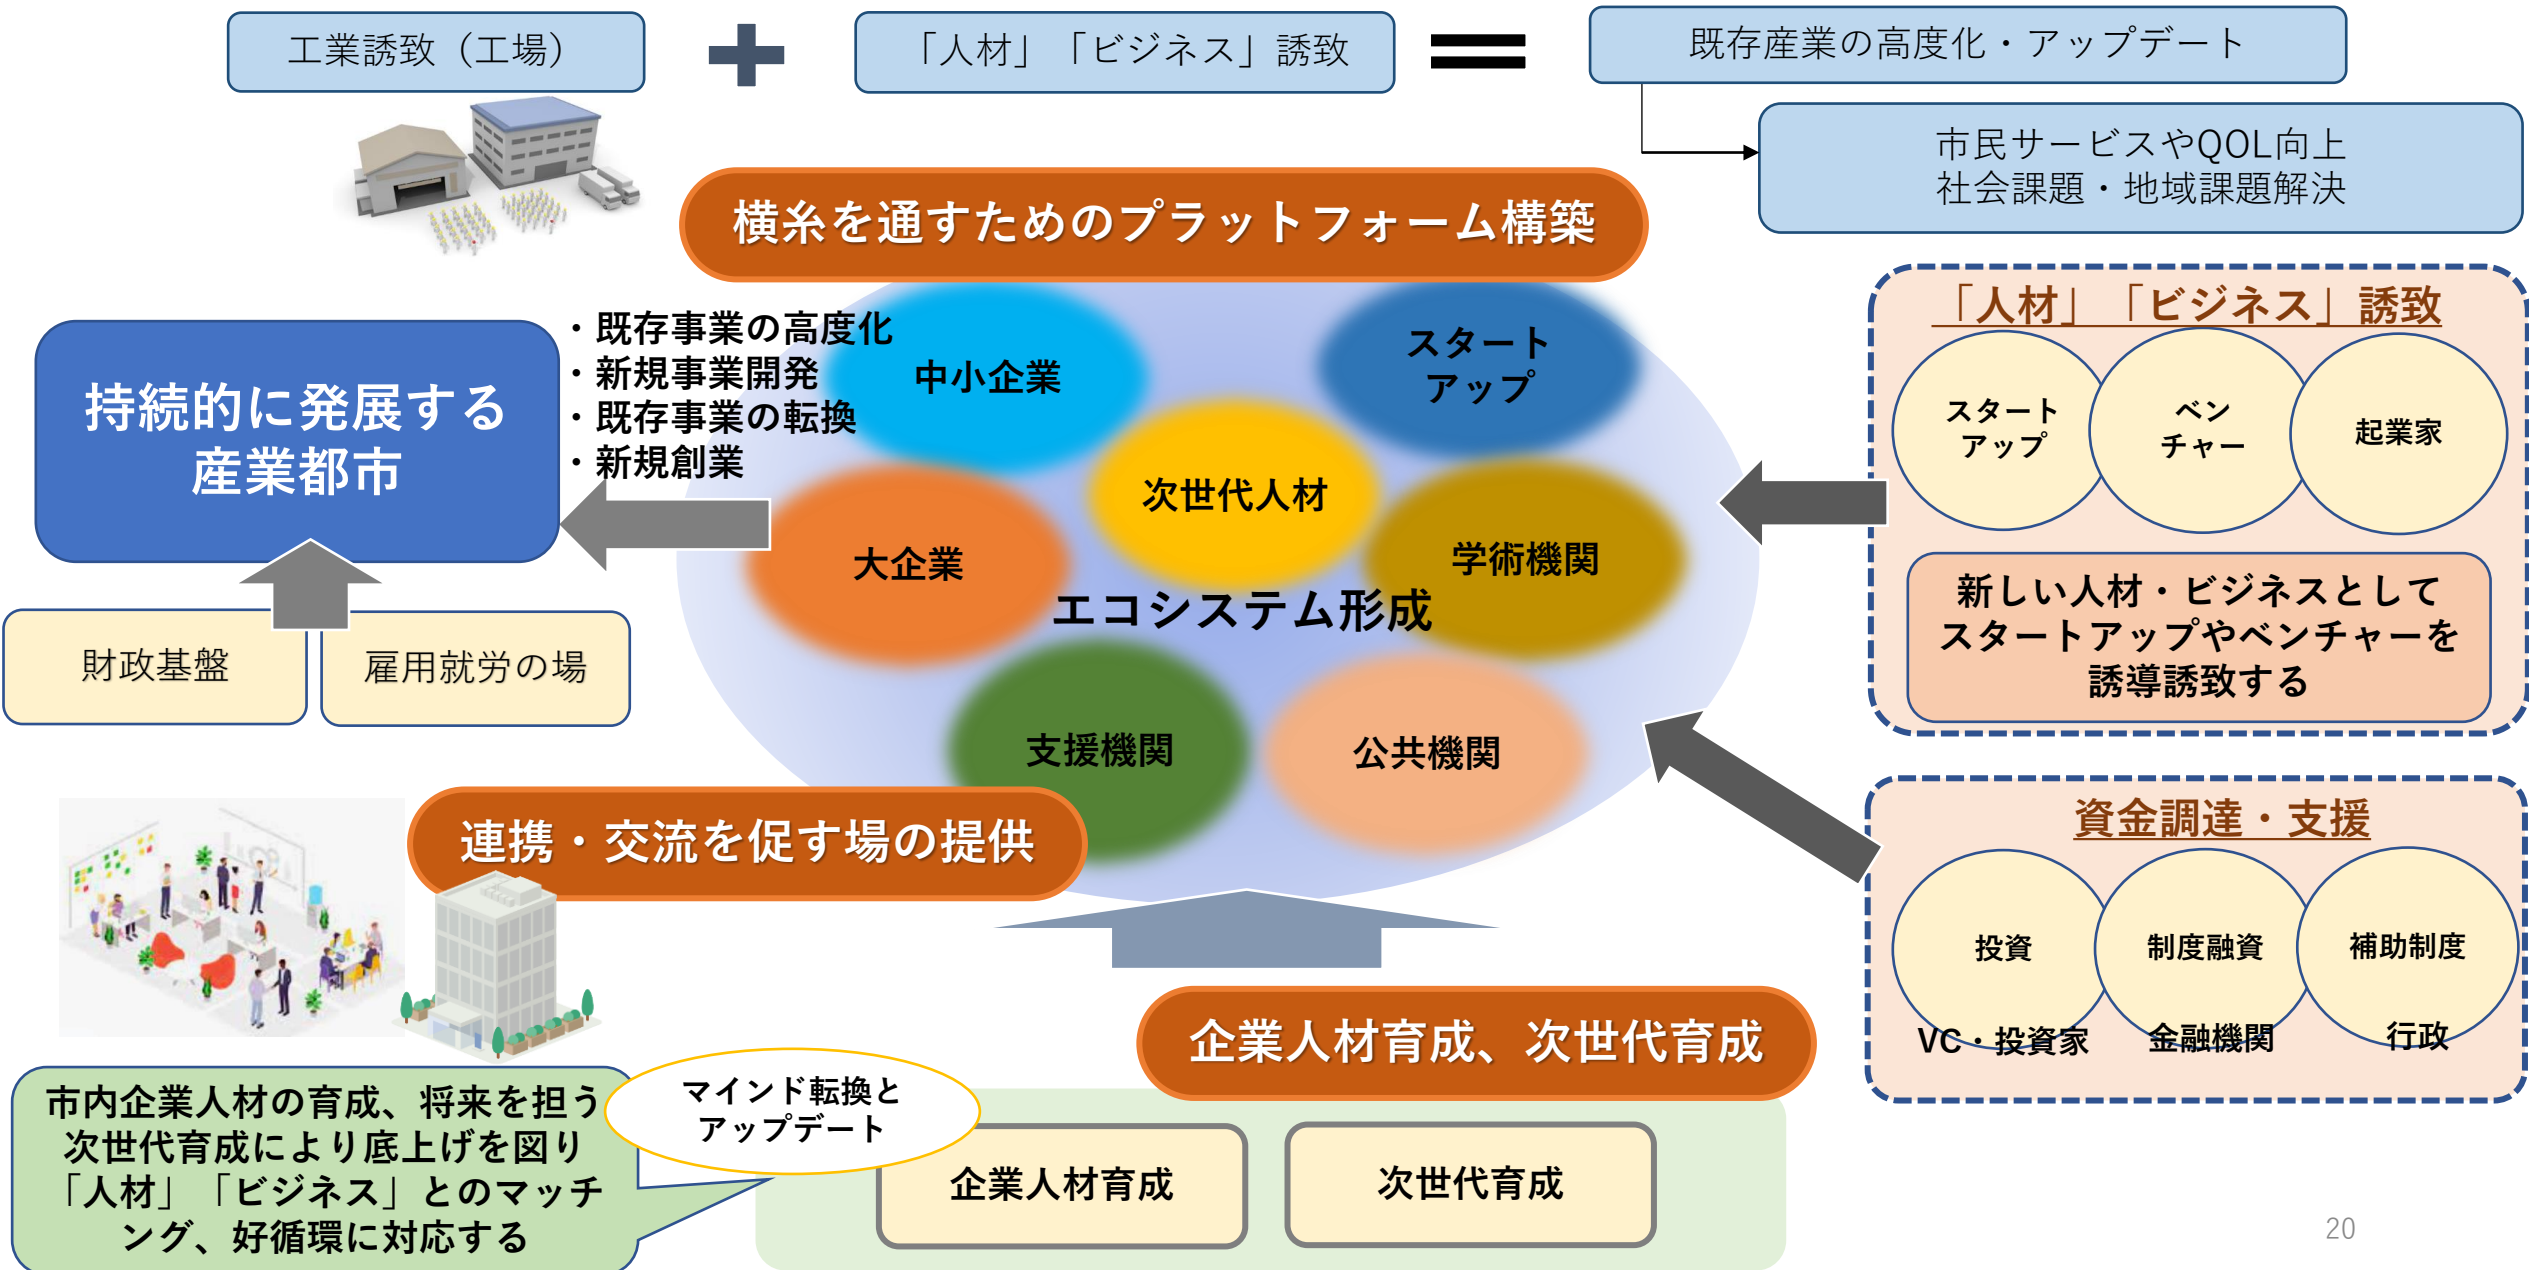 工業誘致（工場）
「人材」「ビジネス」誘致
既存産業の高度化・アップデート
市民サービスやQOL向上
社会課題・地域課題解決
横糸を通すためのプラットフォーム構築
持続的に発展する
産業都市
・既存事業の高度化
・新規事業開発
・既存事業の転換
・新規創業
財政基盤
雇用就労の場
中小企業
スタート
アップ
次世代人材
大企業
学術機関
エコシステム形成
支援機関
公共機関
「人材」「ビジネス」誘致
スタート
アップ
ベン
チャー
起業家
新しい人材・ビジネスとして
スタートアップやベンチャーを
誘導誘致する
資金調達・支援
投資
制度融資
補助制度
VC・投資家
金融機関
行政
連携・交流を促す場の提供
企業人材育成、次世代育成
マインド転換と
アップデート
企業人材育成
次世代育成
市内企業人材の育成、将来を担う
次世代育成により底上げを図り
「人材」「ビジネス」とのマッチ
ング、好循環に対応する
20